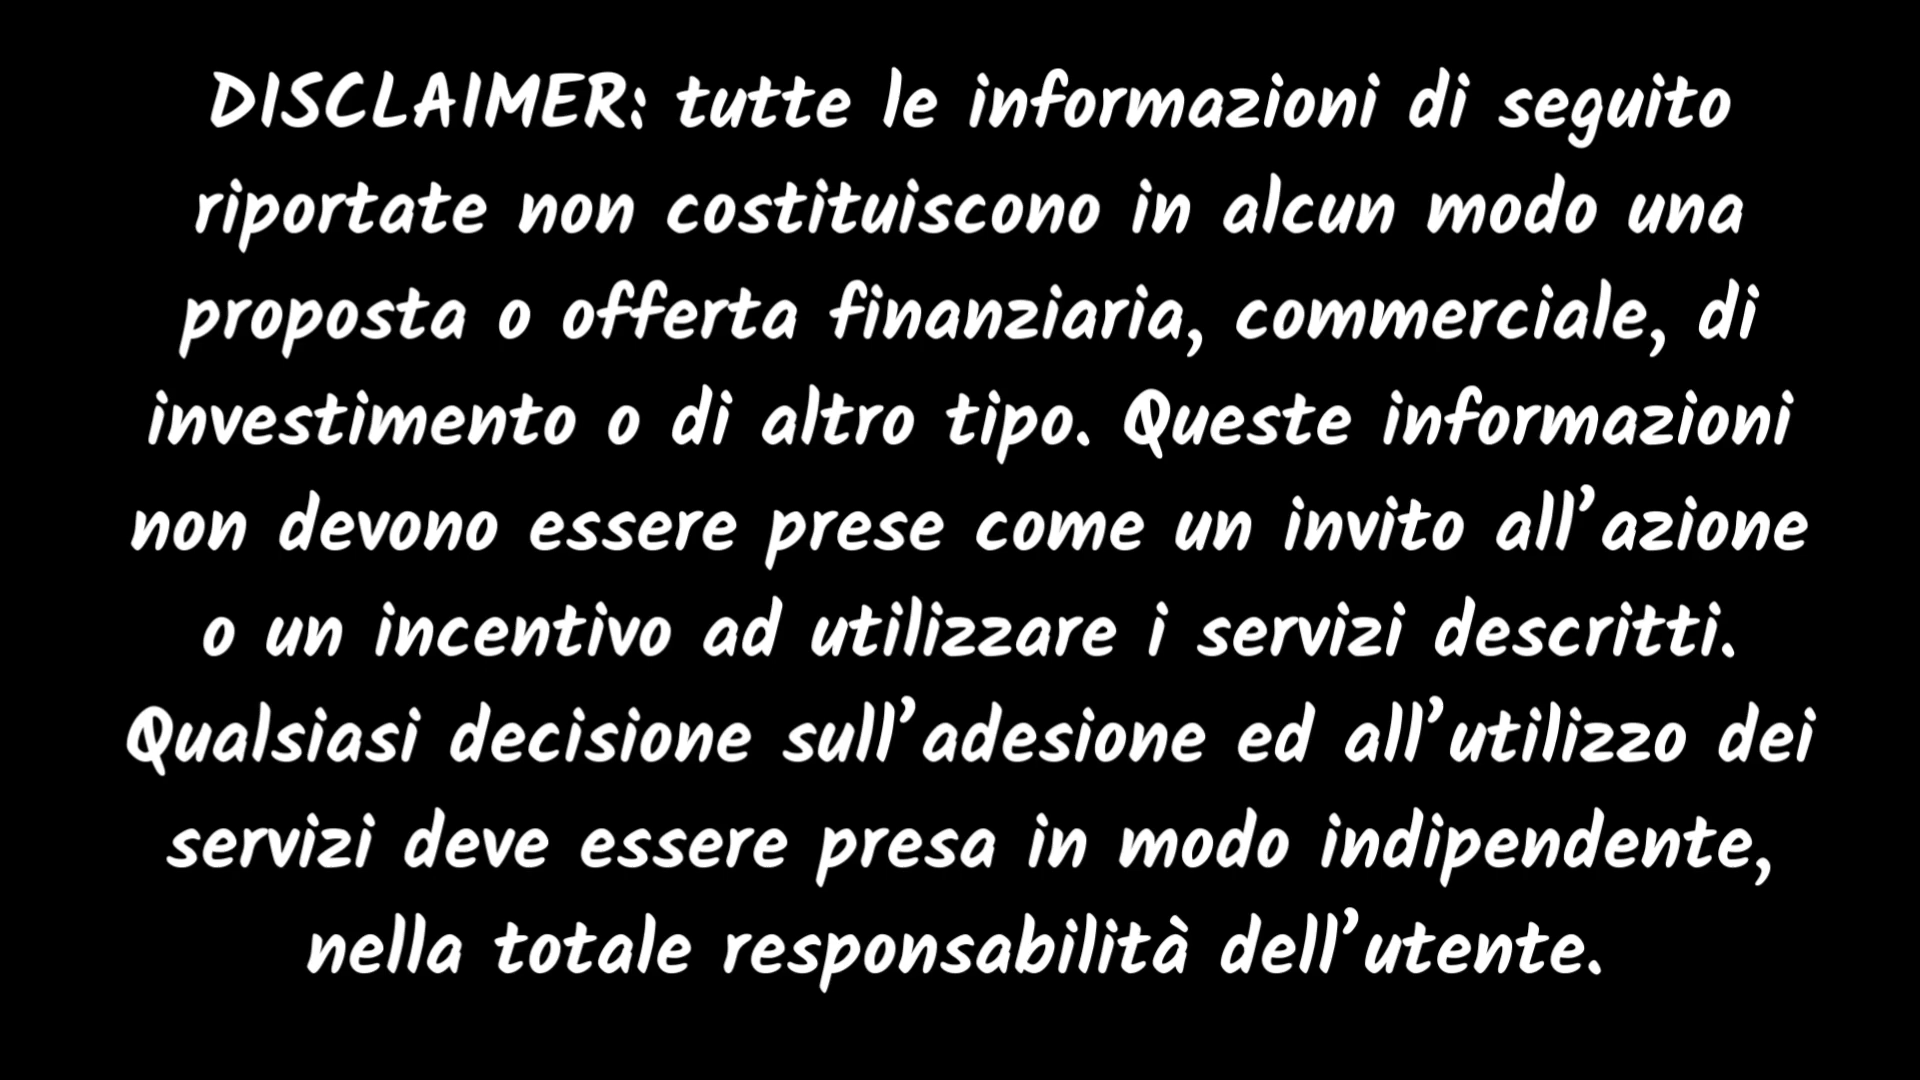 DISCLAIMER: tutte le informazioni di seguito
riportate non costituiscono in alcun modo una
proposta o offerta finanziaria, commerciale, di
investimento o di altro tipo. Queste informazioni
non devono essere prese come un invito all’azione
o un incentivo ad utilizzare i servizi descritti.
Qualsiasi decisione sull’adesione ed all’utilizzo dei
servizi deve essere presa in modo indipendente,
nella totale responsabilità dell’utente.